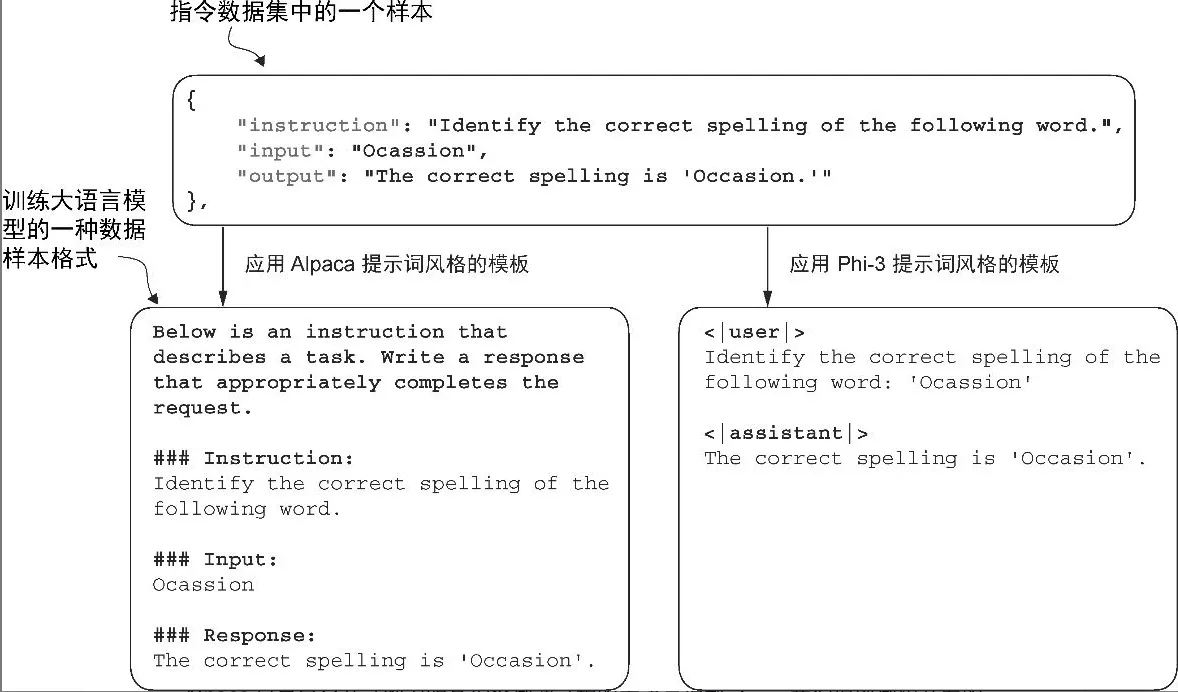 指令数据集中的一个样本
{
"instruction": "Identify the correct spelling of the following word.",
"input": "Ocassion",
"output": "The correct spelling is 'Occasion.'"
},
训练大语言模
型的一种数据
样本格式
应用 Alpaca 提示词风格的模板
应用 Phi-3 提示词风格的模板
Below is an instruction that
describes a task. Write a response
that appropriately completes the
request.
### Instruction:
Identify the correct spelling of the
following word.
### Input:
Ocassion
### Response:
The correct spelling is 'Occasion'.
<|user|>
Identify the correct spelling of the
following word: 'Ocassion'
<|assistant|>
The correct spelling is 'Occasion'.